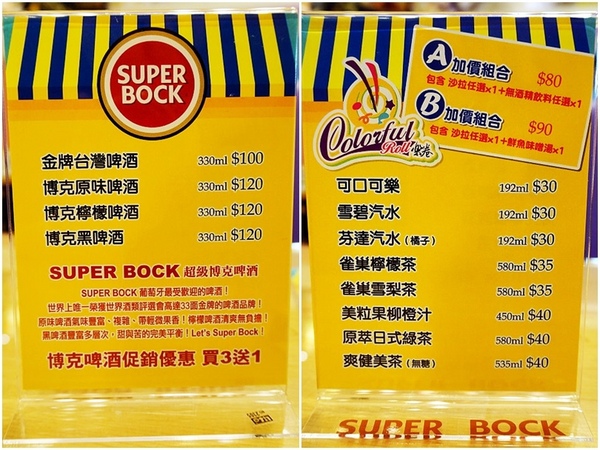 SUPER
BOCK
金牌台灣啤酒 330ml $100
博克原味啤酒 330ml $120
博克檸檬啤酒 330ml $120
博克黑啤酒 330ml $120
SUPER BOCK 超級博克啤酒
SUPER BOCK 葡萄牙最受歡迎的啤酒！
世界上唯一榮獲世界酒類評選會高達33面金牌的啤酒品牌！
原味啤酒氣味豐富、複雜、帶輕微果香！檸檬啤酒清爽無負擔！
黑啤酒豐富多層次，甜與苦的完美平衡！Let's Super Bock！
博克啤酒促銷優惠 買3送1
A加價組合 $80
包含 沙拉任選×1＋無酒精飲料任選×1
B加價組合 $90
包含 沙拉任選×1＋鮮魚味噌湯×1
Colorful
Roll 樂卷
可口可樂 192ml $30
雪碧汽水 192ml $30
芬達汽水（橘子） 192ml $30
雀巢檸檬茶 580ml $35
雀巢雪梨茶 580ml $35
美粒果柳橙汁 450ml $40
原萃日式綠茶 580ml $40
爽健美茶（無糖） 535ml $40
SUPER BOCK